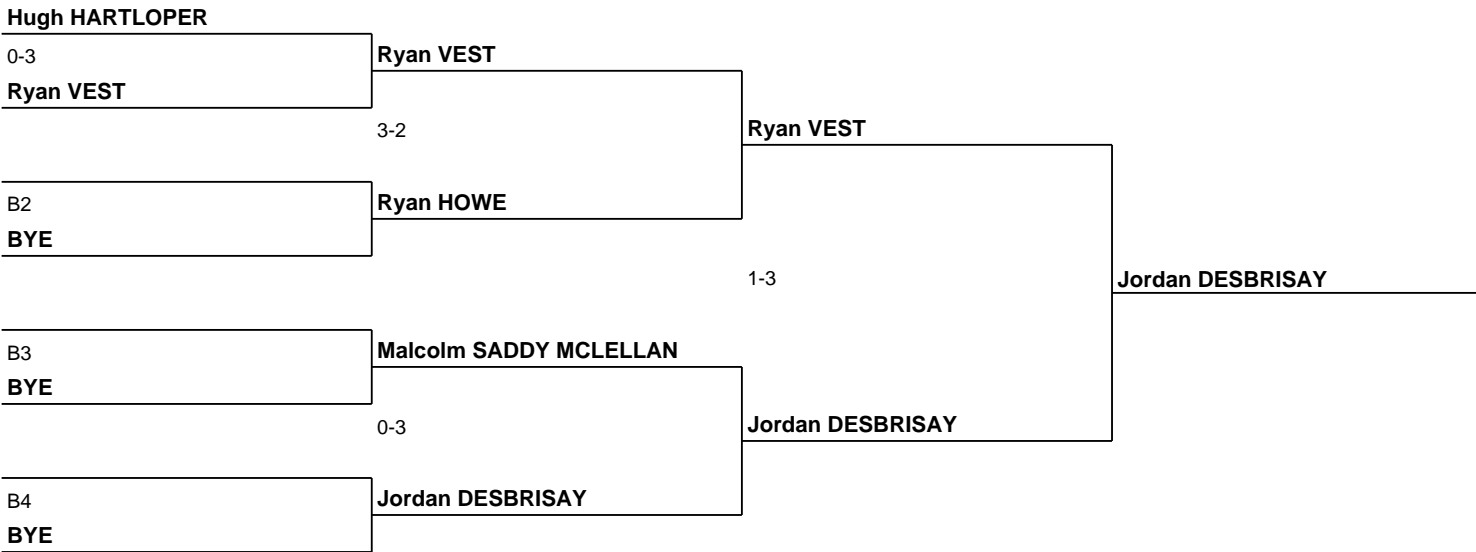 Hugh HARTLOPER
0-3
Ryan VEST
Ryan VEST
3-2
Ryan VEST
B2
Ryan HOWE
BYE
1-3
Jordan DESBRISAY
B3
Malcolm SADDY MCLELLAN
BYE
0-3
Jordan DESBRISAY
B4
Jordan DESBRISAY
BYE